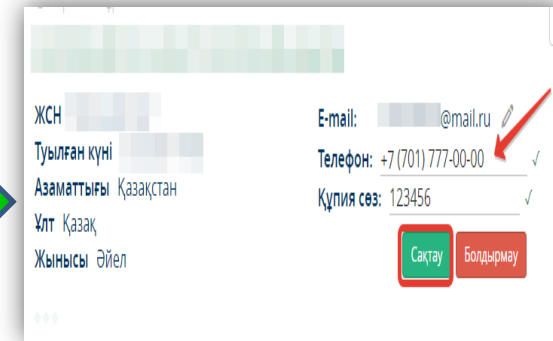 ЖСН
Туылған күні
Азаматтығы Қазақстан
Ұлт Қазақ
Жынысы Әйел
E-mail: @mail.ru
Телефон: +7 (701) 777-00-00
Құпия сөз: 123456
Сақтау Болдырмау